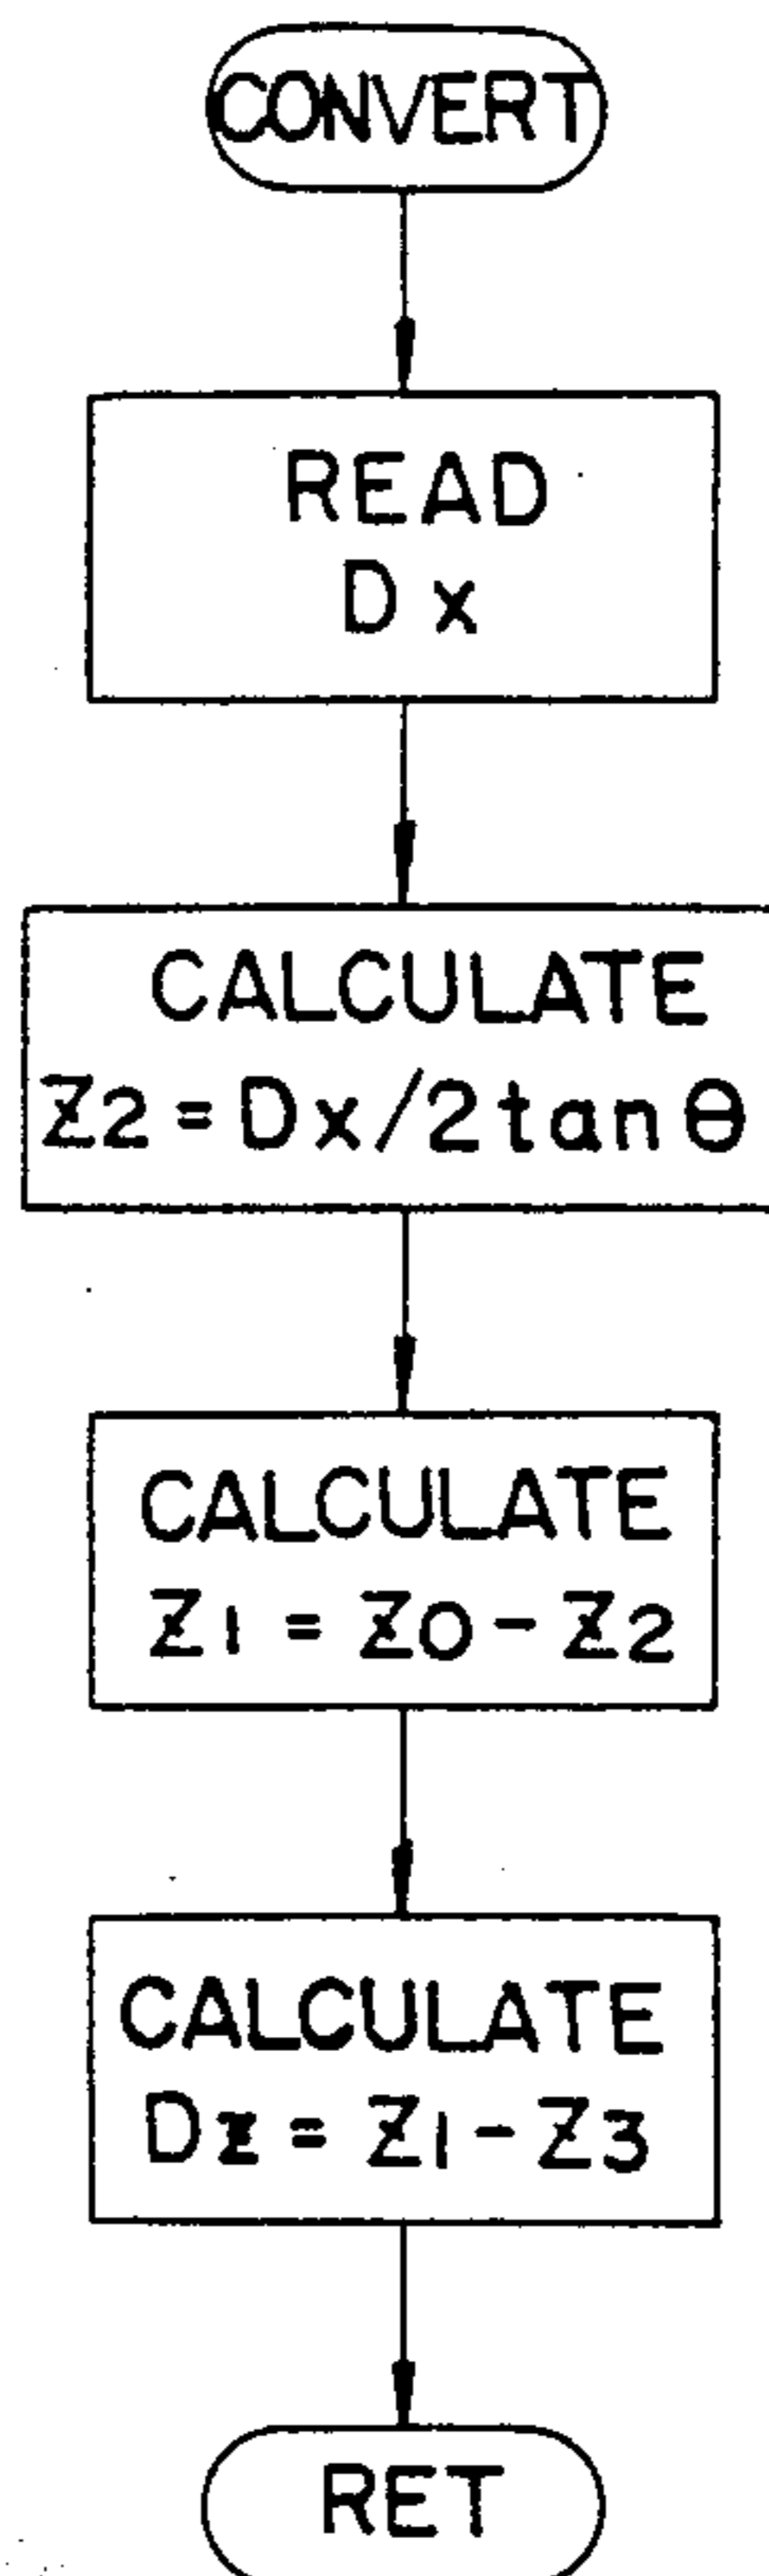 CONVERT
READ
Dx
CALCULATE
Z2 = Dx/2tanθ
CALCULATE
Z1 = Z0 - Z2
CALCULATE
Dz = Z1 - Z3
RET